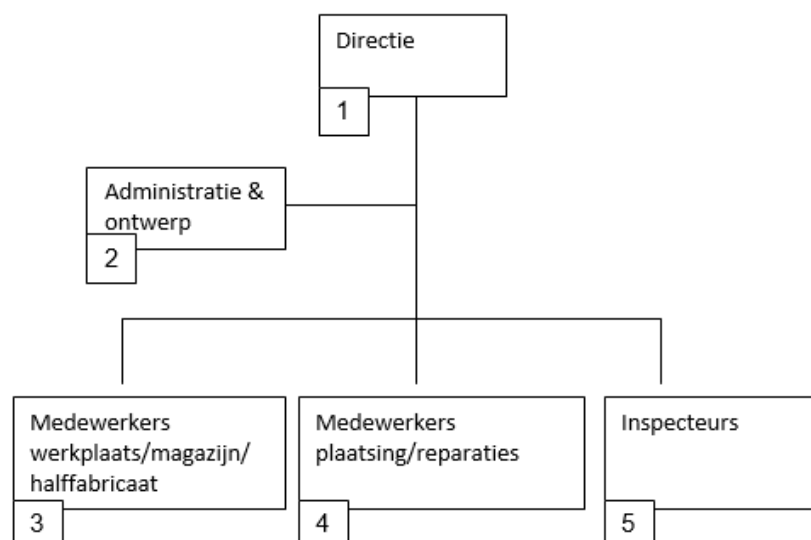 Directie
1
Administratie &
ontwerp
2
Medewerkers
werkplaats/magazijn/
halffabricaat
3
Medewerkers
plaatsing/reparaties
4
Inspecteurs
5